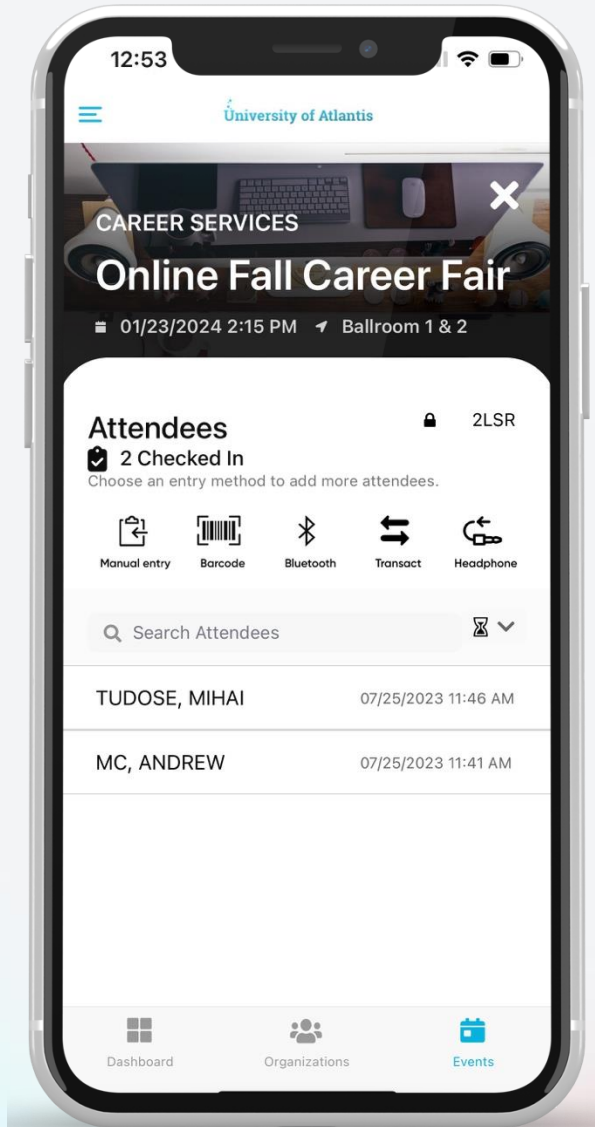 12:53
University of Atlantis
CAREER SERVICES
Online Fall Career Fair
01/23/2024 2:15 PM Ballroom 1 & 2
Attendees 2LSR
2 Checked In
Choose an entry method to add more attendees.
Manual entry Barcode Bluetooth Transact Headphone
Search Attendees
TUDOSE, MIHAI 07/25/2023 11:46 AM
MC, ANDREW 07/25/2023 11:41 AM
Dashboard Organizations Events